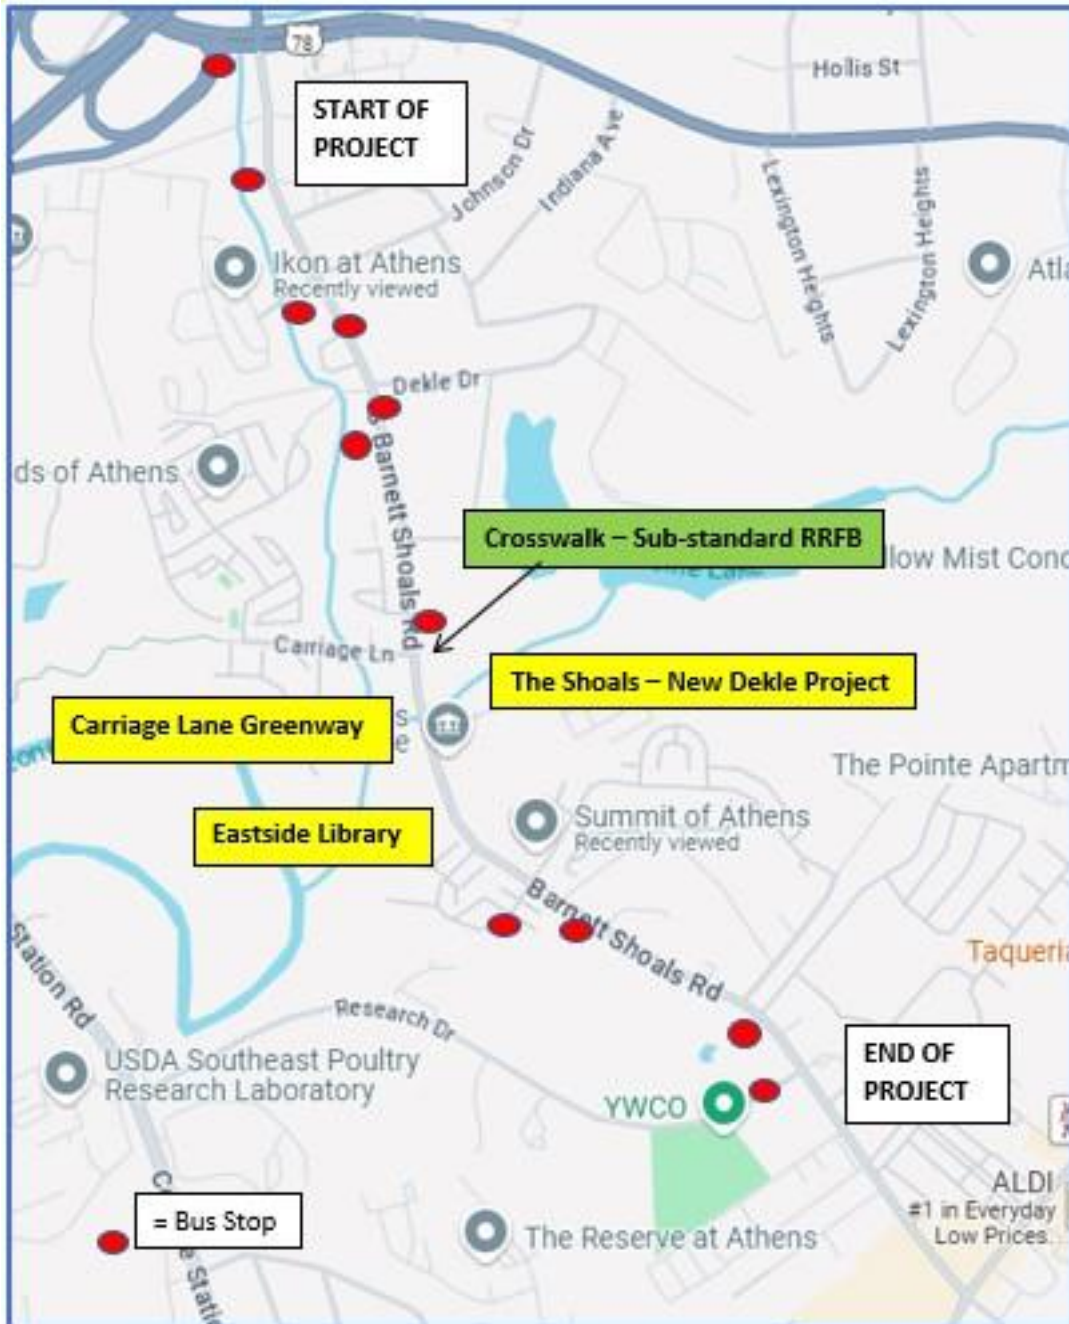 78
Hollis St
START OF
PROJECT
Johnson Dr
Indiana Ave
Lexington Heights
Lexington Heights
Ikon at Athens
Recently viewed
Atla
Dekle Dr
S Barnett Shoals Rd
ds of Athens
Crosswalk – Sub-standard RRFB
llow Mist Cond
Carriage Ln
The Shoals – New Dekle Project
Carriage Lane Greenway
s
e
The Pointe Apartm
Summit of Athens
Recently viewed
Eastside Library
Barnett Shoals Rd
Taqueria
Station Rd
Research Dr
USDA Southeast Poultry
Research Laboratory
END OF
PROJECT
YWCO
ALDI
#1 in Everyday
Low Prices...
= Bus Stop
The Reserve at Athens